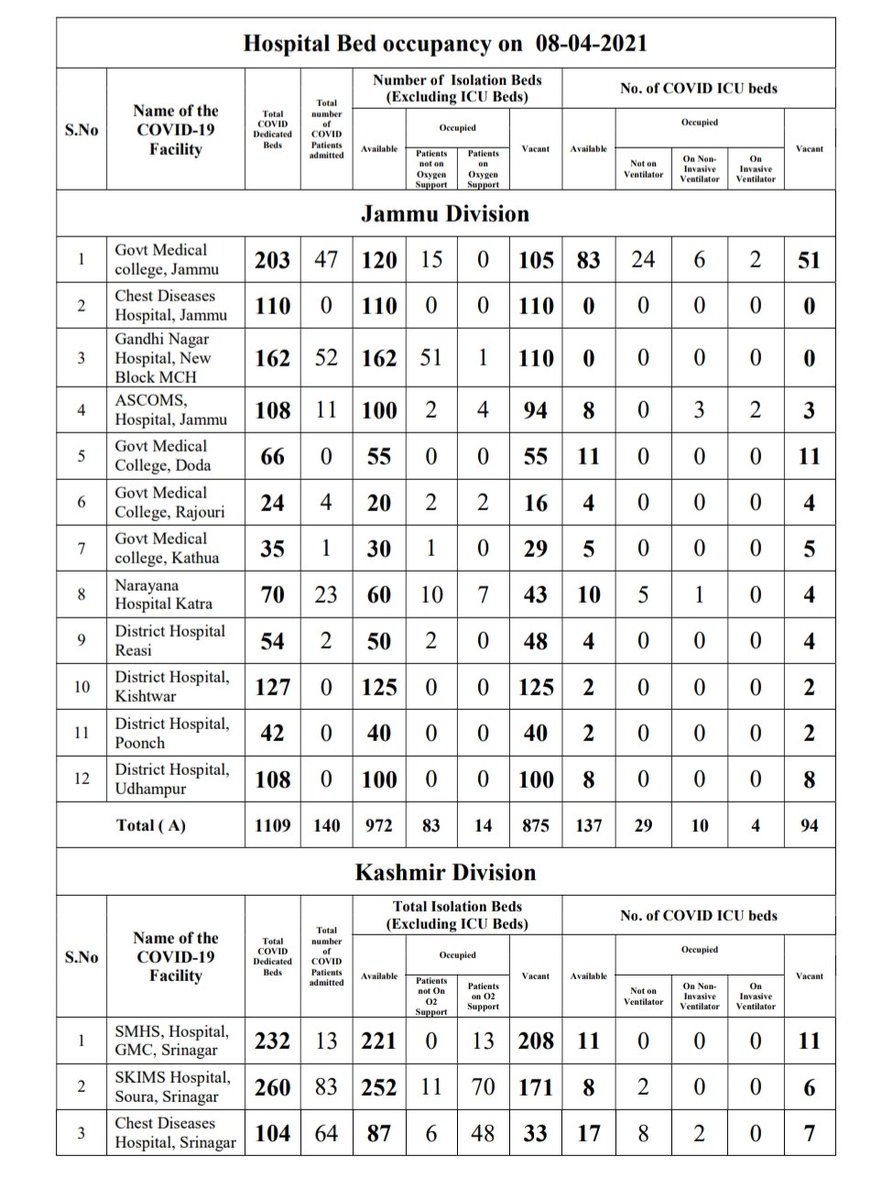 Hospital Bed occupancy on 08-04-2021
S.No
Name of the
COVID-19
Facility
Total
COVID
Dedicated
Beds
Total
number
of
COVID
Patients
admitted
Number of Isolation Beds
(Excluding ICU Beds)
No. of COVID ICU beds
Available
Occupied
Patients
not on
Oxygen
Support
Patients
on
Oxygen
Support
Vacant
Available
Occupied
Not on
Ventilator
On Non-
Invasive
Ventilator
On
Invasive
Ventilator
Vacant
Jammu Division
1 Govt Medical
college, Jammu 203 47 120 15 0 105 83 24 6 2 51
2 Chest Diseases
Hospital, Jammu 110 0 110 0 0 110 0 0 0 0 0
3 Gandhi Nagar
Hospital, New
Block MCH 162 52 162 51 1 110 0 0 0 0 0
4 ASCOMS,
Hospital, Jammu 108 11 100 2 4 94 8 0 3 2 3
5 Govt Medical
College, Doda 66 0 55 0 0 55 11 0 0 0 11
6 Govt Medical
College, Rajouri 24 4 20 2 2 16 4 0 0 0 4
7 Govt Medical
college, Kathua 35 1 30 1 0 29 5 0 0 0 5
8 Narayana
Hospital Katra 70 23 60 10 7 43 10 5 1 0 4
9 District Hospital
Reasi 54 2 50 2 0 48 4 0 0 0 4
10 District Hospital,
Kishtwar 127 0 125 0 0 125 2 0 0 0 2
11 District Hospital,
Poonch 42 0 40 0 0 40 2 0 0 0 2
12 District Hospital,
Udhampur 108 0 100 0 0 100 8 0 0 0 8
Total ( A) 1109 140 972 83 14 875 137 29 10 4 94
Kashmir Division
S.No
Name of the
COVID-19
Facility
Total
COVID
Dedicated
Beds
Total
number
of
COVID
Patients
admitted
Total Isolation Beds
(Excluding ICU Beds)
No. of COVID ICU beds
Available
Occupied
Patients
not On
O2
Support
Patients
on O2
Support
Vacant
Available
Occupied
Not on
Ventilator
On Non-
Invasive
Ventilator
On
Invasive
Ventilator
Vacant
1 SMHS, Hospital,
GMC, Srinagar 232 13 221 0 13 208 11 0 0 0 11
2 SKIMS Hospital,
Soura, Srinagar 260 83 252 11 70 171 8 2 0 0 6
3 Chest Diseases
Hospital, Srinagar 104 64 87 6 48 33 17 8 2 0 7